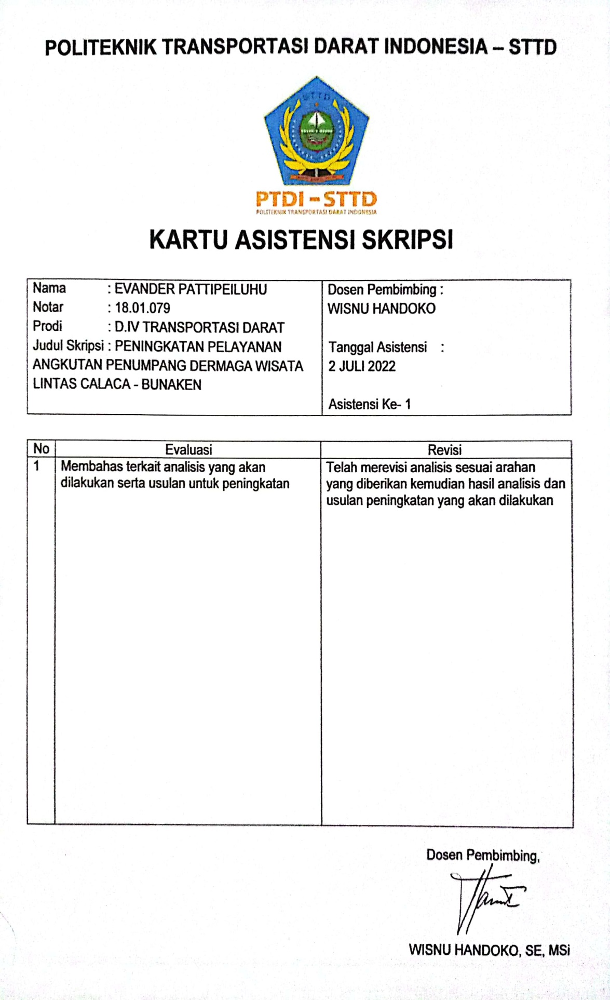 POLITEKNIK TRANSPORTASI DARAT INDONESIA – STTD
STTD
PTDI - STTD
POLITEKNIK TRANSPORTASI DARAT INDONESIA
KARTU ASISTENSI SKRIPSI
Nama : EVANDER PATTIPEILUHU
Notar : 18.01.079
Prodi : D.IV TRANSPORTASI DARAT
Judul Skripsi : PENINGKATAN PELAYANAN
ANGKUTAN PENUMPANG DERMAGA WISATA
LINTAS CALACA - BUNAKEN
Dosen Pembimbing :
WISNU HANDOKO
Tanggal Asistensi :
2 JULI 2022
Asistensi Ke- 1
No Evaluasi Revisi
1 Membahas terkait analisis yang akan
dilakukan serta usulan untuk peningkatan
Telah merevisi analisis sesuai arahan
yang diberikan kemudian hasil analisis dan
usulan peningkatan yang akan dilakukan
Dosen Pembimbing,
WISNU HANDOKO, SE, MSi